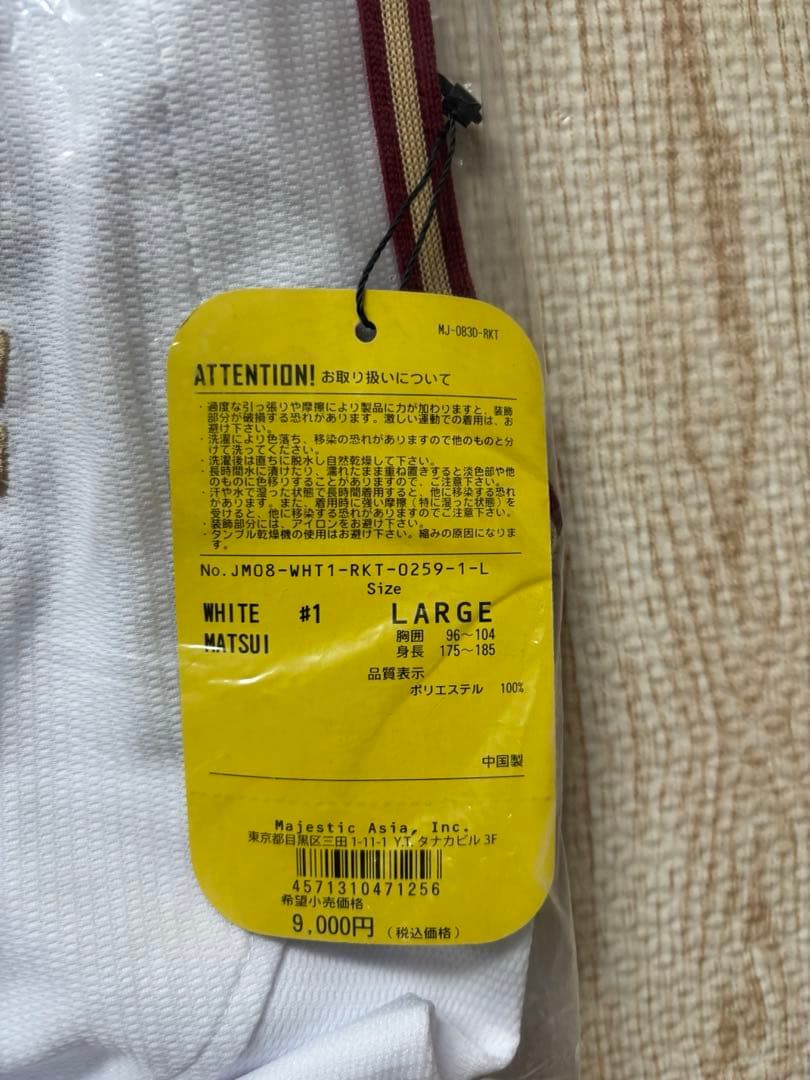 MJ-083D-RKT
ATTENTION! お取り扱いについて
・過度な引っ張りや摩擦により製品に力が加わりますと、装飾
部分が破損する恐れがあります。激しい運動での着用は、お
避け下さい。
・洗濯により色落ち、移染の恐れがありますので他のものと分
けて洗ってください。
・洗濯後は直ちに脱水し自然乾燥して下さい。
・長時間水に漬けたり、濡れたまま重ね置きすると淡色部や他
のものに色移りすることがありますので、ご注意下さい。
・汗や水で湿った状態で長時間着用すると、他に移染する恐れ
があります。また、着用時に強い摩擦(特に湿った状態)を
受けると、他に移染する恐れがありますのでご注意下さい。
・装飾部分には、アイロンをお避け下さい。
・タンブル乾燥機の使用はお避け下さい。縮みの原因になりま
す。
No.JM08-WHT1-RKT-0259-1-L
Size
WHITE #1 LARGE
MATSUI 胸囲 96～104
身長 175～185
品質表示
ポリエステル 100%
中国製
Majestic Asia, Inc.
東京都目黒区三田 1-11-1 Y.T. タナカビル 3F
4571310471256
希望小売価格
9,000円 (税込価格)